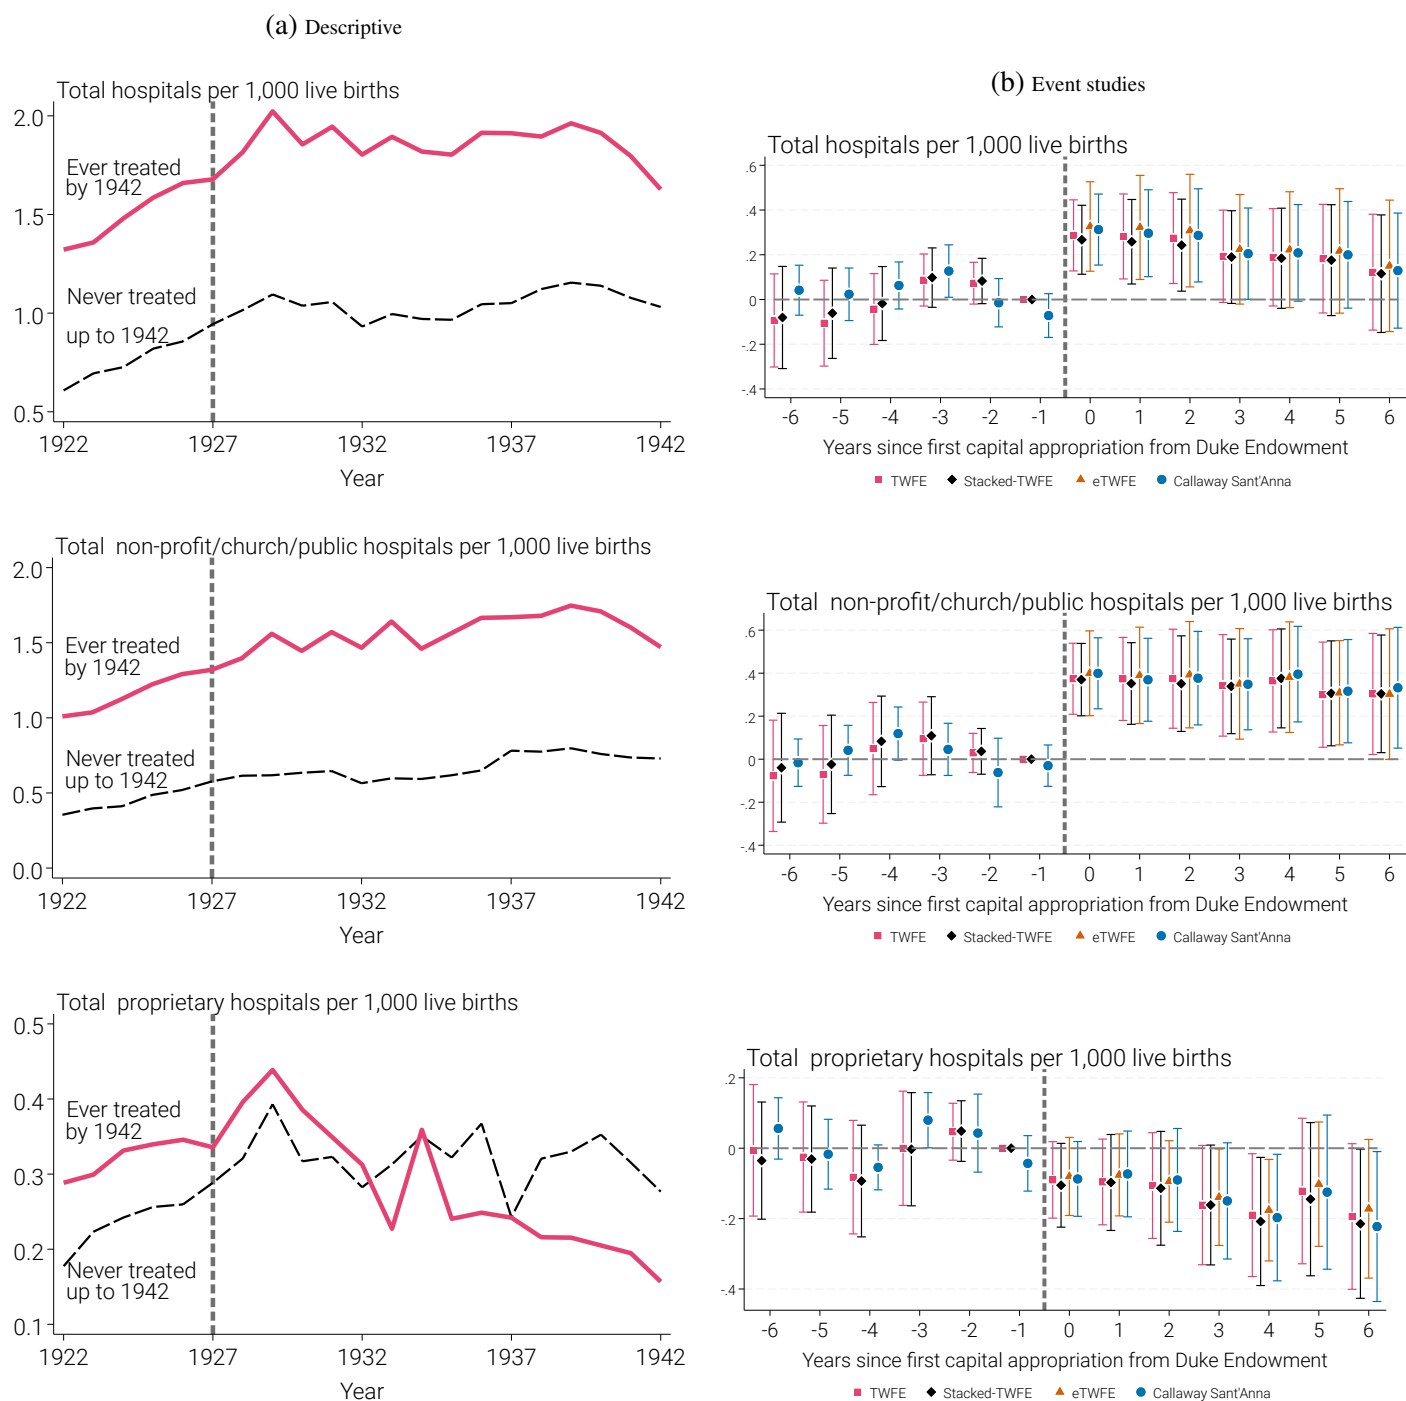 (a) Descriptive
Total hospitals per 1,000 live births
2.0
1.5
1.0
0.5
Ever treated
by 1942
Never treated
up to 1942
1922 1927 1932 1937 1942
Year
(b) Event studies
Total hospitals per 1,000 live births
.6
.4
.2
0
-.2
-.4
-6 -5 -4 -3 -2 -1 0 1 2 3 4 5 6
Years since first capital appropriation from Duke Endowment
TWFE Stacked-TWFE eTWFE Callaway Sant'Anna
Total non-profit/church/public hospitals per 1,000 live births
2.0
1.5
1.0
0.5
0.0
Ever treated
by 1942
Never treated
up to 1942
1922 1927 1932 1937 1942
Year
Total non-profit/church/public hospitals per 1,000 live births
.6
.4
.2
0
-.2
-.4
-6 -5 -4 -3 -2 -1 0 1 2 3 4 5 6
Years since first capital appropriation from Duke Endowment
TWFE Stacked-TWFE eTWFE Callaway Sant'Anna
Total proprietary hospitals per 1,000 live births
0.5
0.4
0.3
0.2
0.1
Ever treated
by 1942
Never treated
up to 1942
1922 1927 1932 1937 1942
Year
Total proprietary hospitals per 1,000 live births
.2
0
-.2
-.4
-6 -5 -4 -3 -2 -1 0 1 2 3 4 5 6
Years since first capital appropriation from Duke Endowment
TWFE Stacked-TWFE eTWFE Callaway Sant'Anna